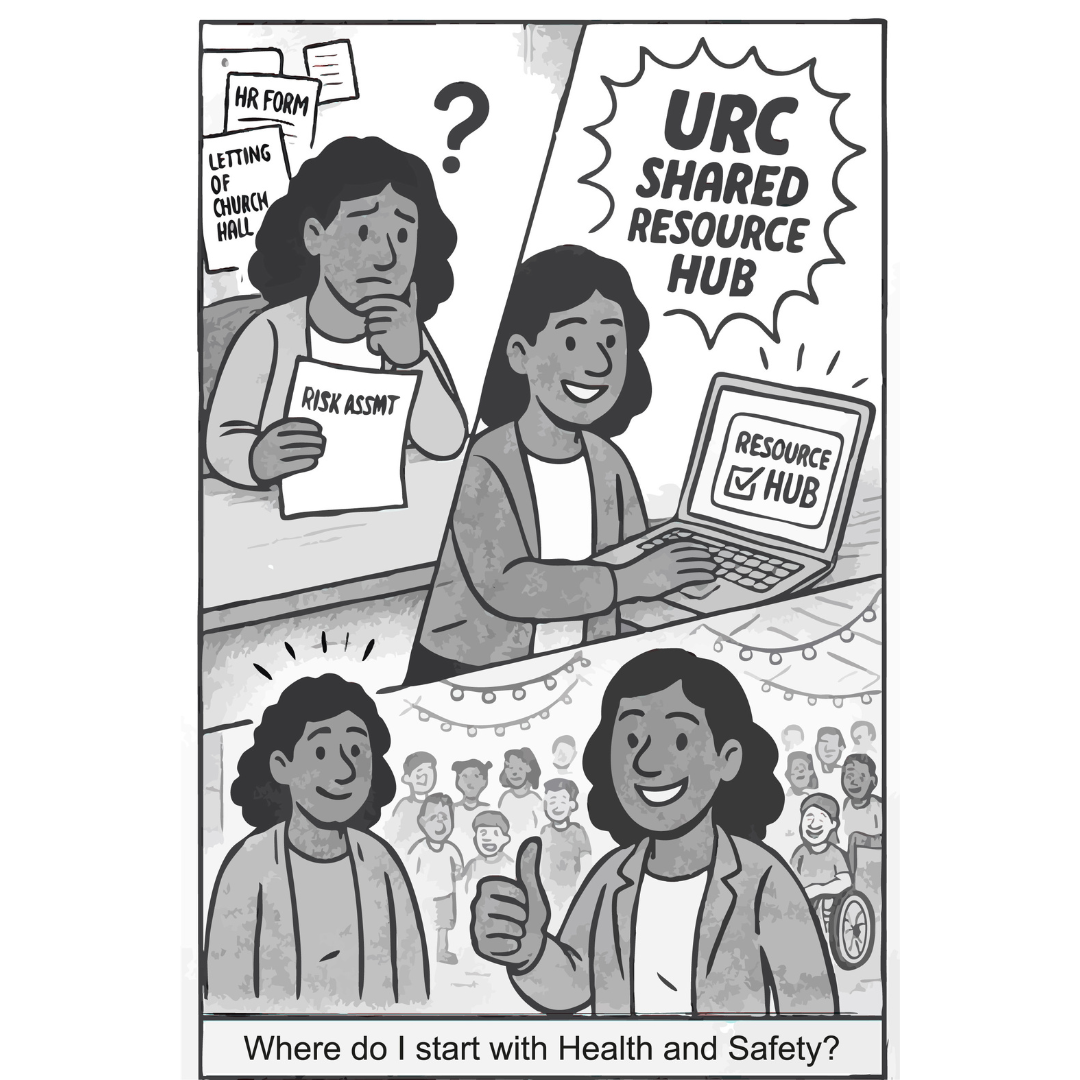 HR FORM
LETTING
OF
CHURCH
HALL
?
RISK ASSMT
URC
SHARED
RESOURCE
HUB
RESOURCE
HUB
Where do I start with Health and Safety?